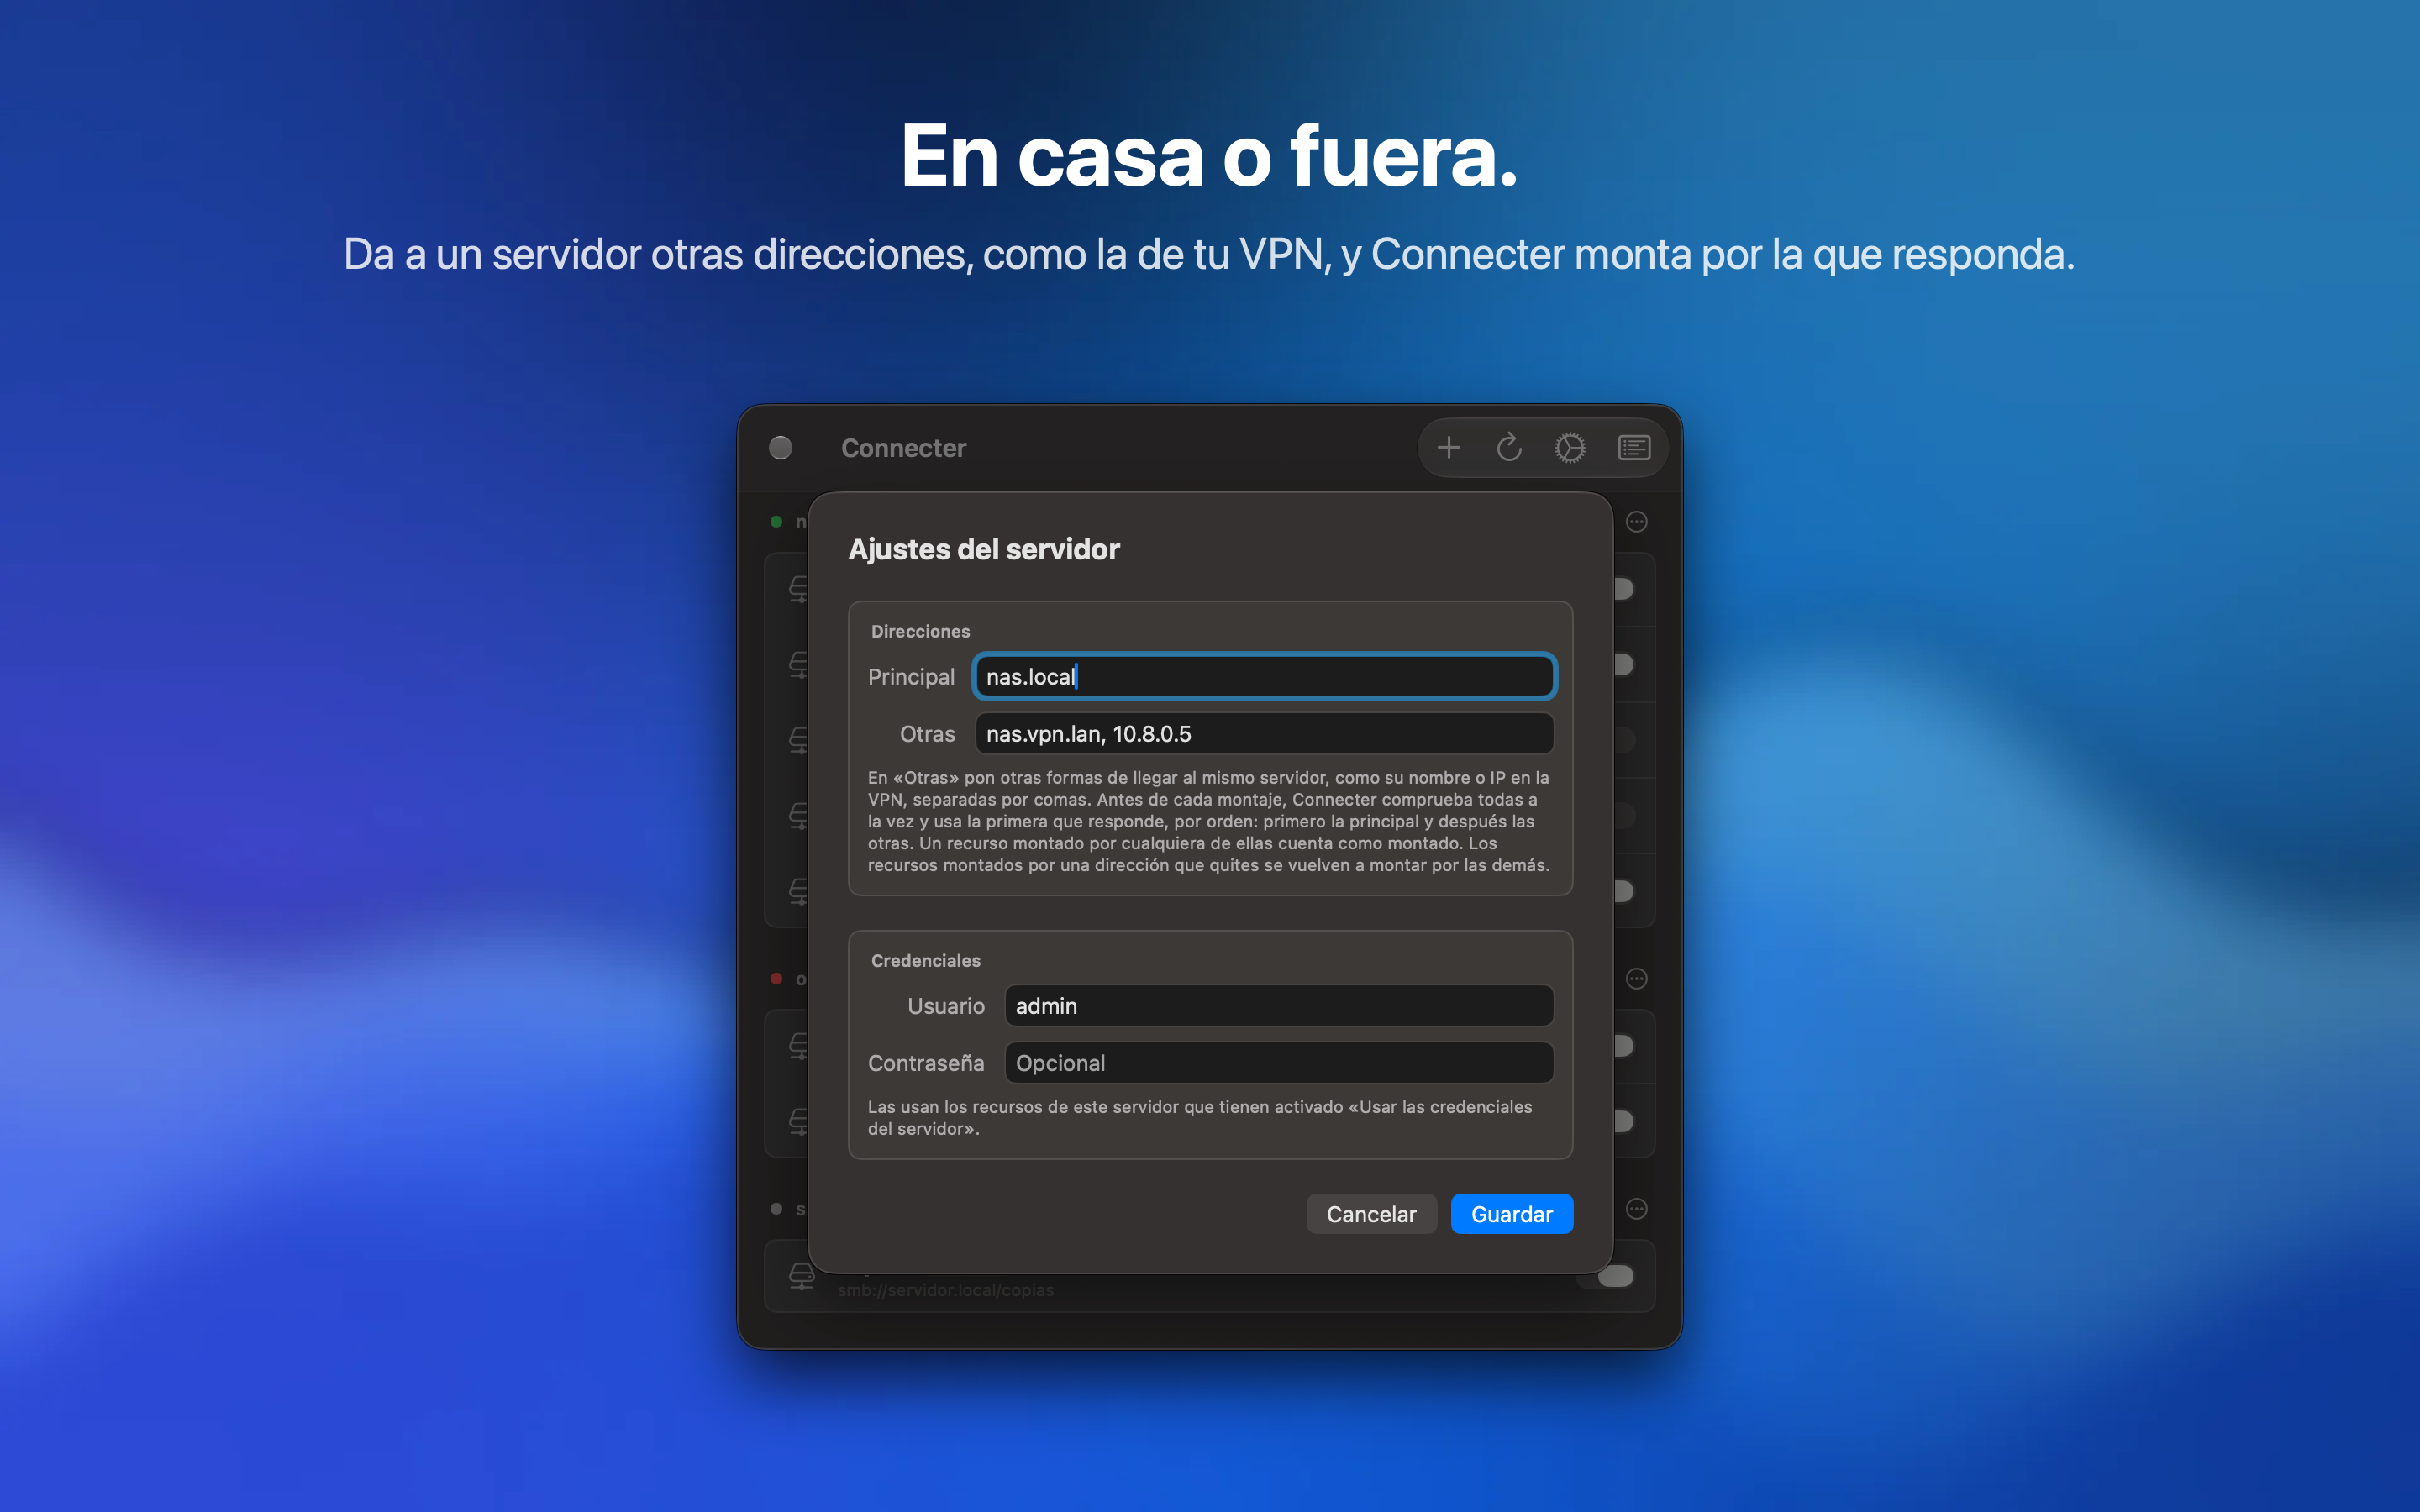 En casa o fuera.
Da a un servidor otras direcciones, como la de tu VPN, y Connecter monta por la que responda.
Connecter
Ajustes del servidor
Direcciones
Principal nas.local
Otras nas.vpn.lan, 10.8.0.5
En «Otras» pon otras formas de llegar al mismo servidor, como su nombre o IP en la
VPN, separadas por comas. Antes de cada montaje, Connecter comprueba todas a
la vez y usa la primera que responde, por orden: primero la principal y después las
otras. Un recurso montado por cualquiera de ellas cuenta como montado. Los
recursos montados por una dirección que quites se vuelven a montar por las demás.
Credenciales
Usuario admin
Contraseña Opcional
Las usan los recursos de este servidor que tienen activado «Usar las credenciales
del servidor».
Cancelar Guardar
smb://servidor.local/copias